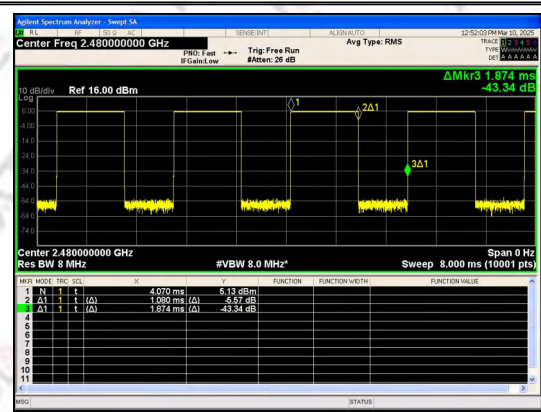 Agilent Spectrum Analyzer - Swept SA
RL RF 50 Ω AC SENSE:INT ALIGN AUTO 12:52:03 PM Mar 10, 2025
Center Freq 2.480000000 GHz Avg Type: RMS TRACE 1 2 3 4 5 6
PNO: Fast Trig: Free Run TYPE
IFGain:Low #Atten: 26 dB DET A A A A A A
ΔMkr3 1.874 ms
10 dB/div Ref 16.00 dBm -43.34 dB
Log
6.00
-4.00
-14.0
-24.0
-34.0
-44.0
-54.0
-64.0
-74.0
1
2Δ1
3Δ1
Center 2.480000000 GHz Span 0 Hz
Res BW 8 MHz #VBW 8.0 MHz* Sweep 8.000 ms (10001 pts)
MKR MODE TRC SCL X Y FUNCTION FUNCTION WIDTH FUNCTION VALUE
1 N 1 t 4.070 ms 5.13 dBm
2 Δ1 1 t (Δ) 1.080 ms (Δ) -5.57 dB
3 Δ1 1 t (Δ) 1.874 ms (Δ) -43.34 dB
4
5
6
7
8
9
10
11
MSG STATUS